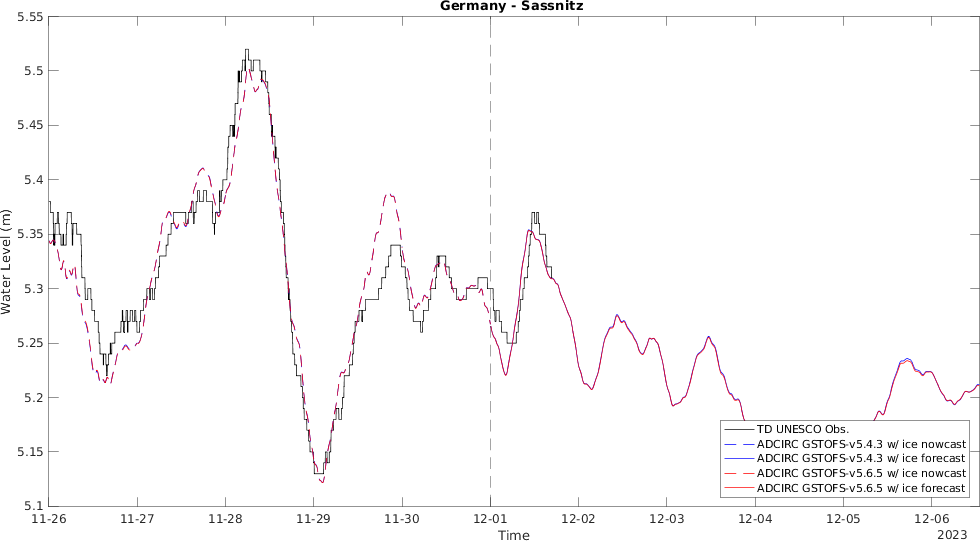 Germany - Sassnitz
5.55
5.5
5.45
5.4
5.35
5.3
5.25
5.2
5.15
5.1
Water Level (m)
11-26 11-27 11-28 11-29 11-30 12-01 12-02 12-03 12-04 12-05 12-06
Time
2023
TD UNESCO Obs.
ADCIRC GSTOFS-v5.4.3 w/ ice nowcast
ADCIRC GSTOFS-v5.4.3 w/ ice forecast
ADCIRC GSTOFS-v5.6.5 w/ ice nowcast
ADCIRC GSTOFS-v5.6.5 w/ ice forecast